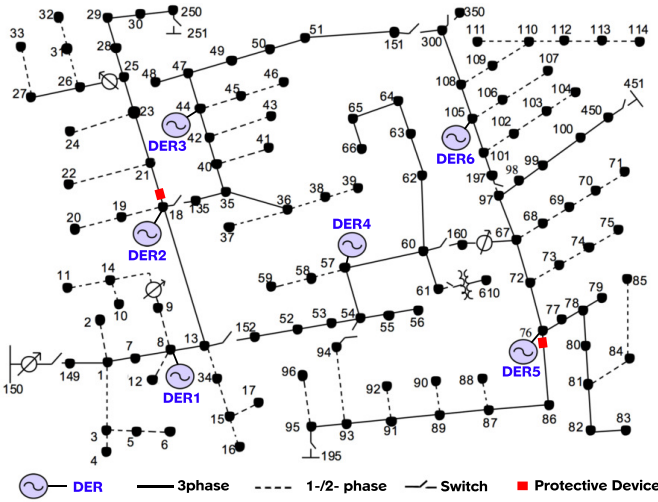 29 30 250
33 32 251 51 350
31 28 25 50 151 300 111 110 112 113 114
26 48 47 49 109 107
27 23 44 45 46 64 108 106 104 451
24 DER3 42 43 65 63 105 103 450
21 41 66 DER6 102 100
22 40 101 99
20 19 18 135 35 36 38 39 62 197 98 71
DER2 37 DER4 97 70
160 67 68 69
11 14 59 58 57 60 72 73 74 75
10 9 61 610 79 85
2 54 55 56 77 78
8 13 152 52 53 76 80
150 149 1 7 94 DER5 84
12 DER1 34 96 92 90 88 81
3 5 6 15 17 95 93 91 89 87 86 82 83
4 16 195
DER 3phase 1-/2- phase Switch Protective Device